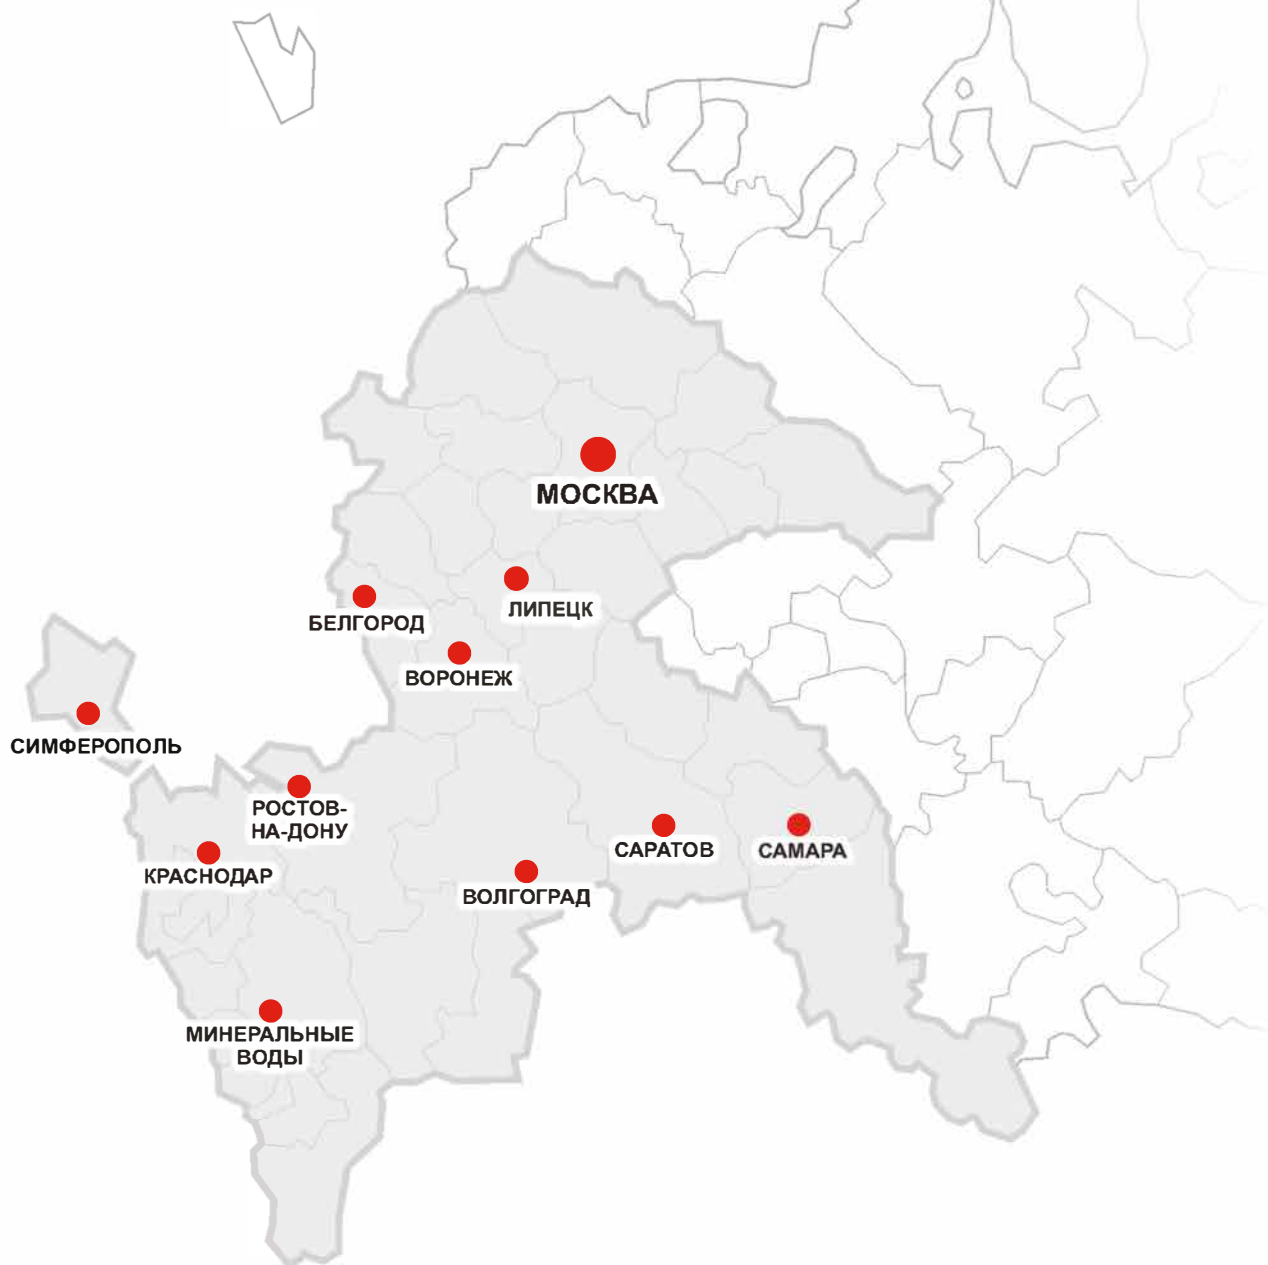 МОСКВА
ЛИПЕЦК
БЕЛГОРОД
ВОРОНЕЖ
СИМФЕРОПОЛЬ
РОСТОВ-
НА-ДОНУ
САРАТОВ
САМАРА
КРАСНОДАР
ВОЛГОГРАД
МИНЕРАЛЬНЫЕ
ВОДЫ